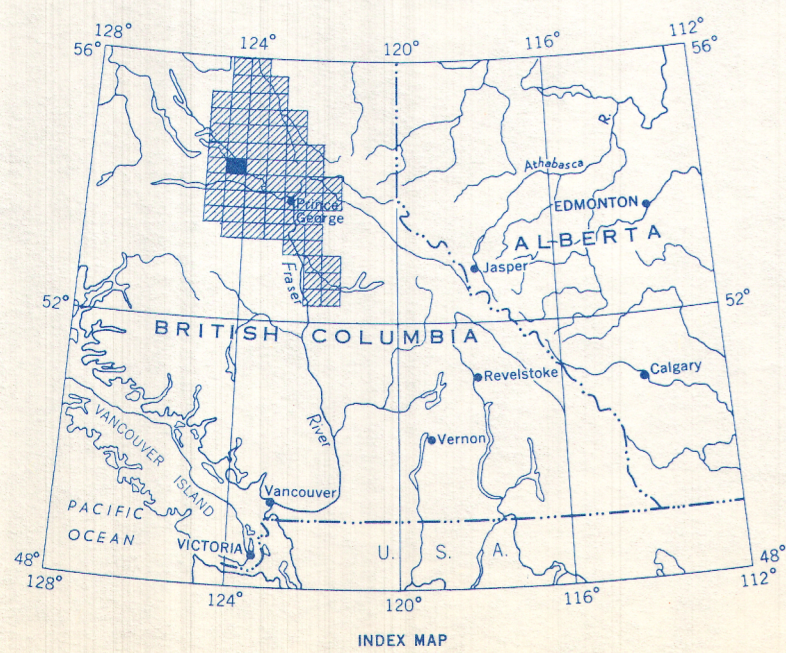 128°
124°
120°
116°
112°
56°
56°
R.
Athabasca
Prince
George
EDMONTON
ALBERTA
Jasper
Fraser
52°
52°
BRITISH COLUMBIA
Revelstoke
Calgary
VANCOUVER ISLAND
River
Vernon
Vancouver
PACIFIC
OCEAN
VICTORIA
U. S. A.
48°
48°
128°
124°
120°
116°
112°
INDEX MAP